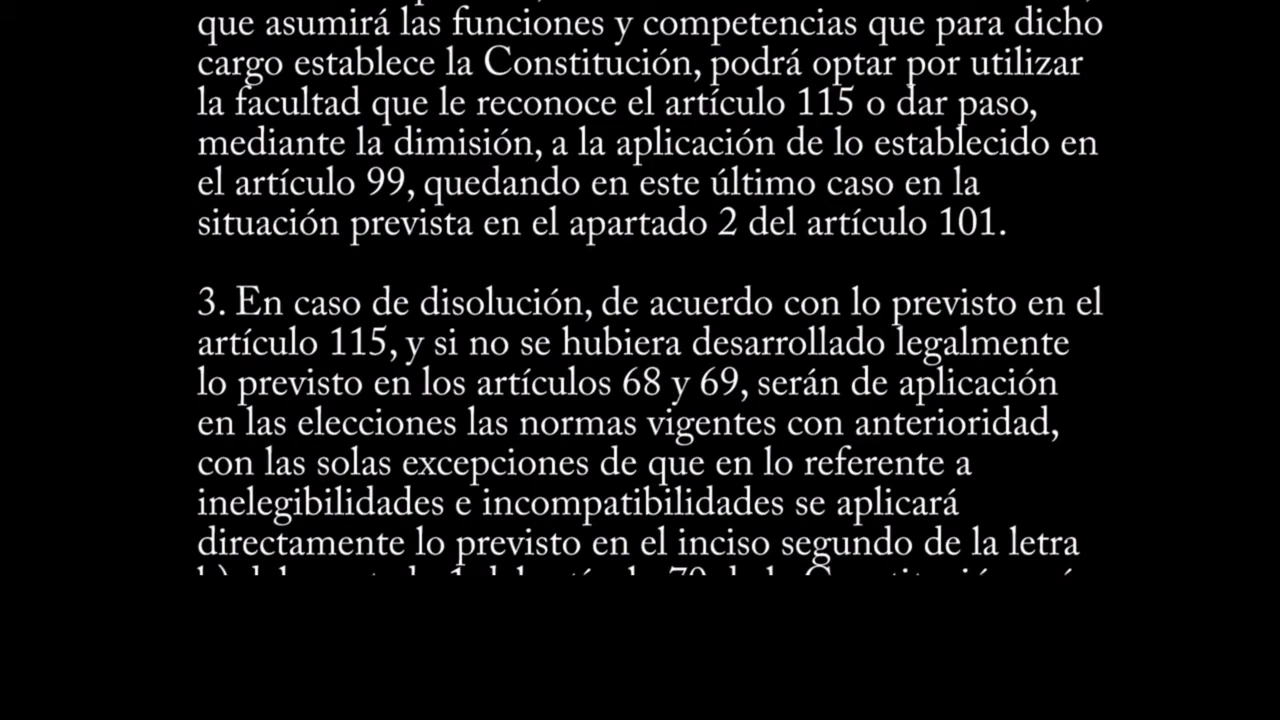 que asumirá las funciones y competencias que para dicho
cargo establece la Constitución, podrá optar por utilizar
la facultad que le reconoce el artículo 115 o dar paso,
mediante la dimisión, a la aplicación de lo establecido en
el artículo 99, quedando en este último caso en la
situación prevista en el apartado 2 del artículo 101.
3. En caso de disolución, de acuerdo con lo previsto en el
artículo 115, y si no se hubiera desarrollado legalmente
lo previsto en los artículos 68 y 69, serán de aplicación
en las elecciones las normas vigentes con anterioridad,
con las solas excepciones de que en lo referente a
inelegibilidades e incompatibilidades se aplicará
directamente lo previsto en el inciso segundo de la letra